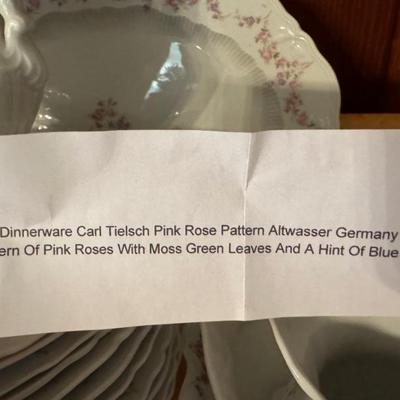 Dinnerware Carl Tielsch Pink Rose Pattern Altwasser Germany
ern Of Pink Roses With Moss Green Leaves And A Hint Of Blue